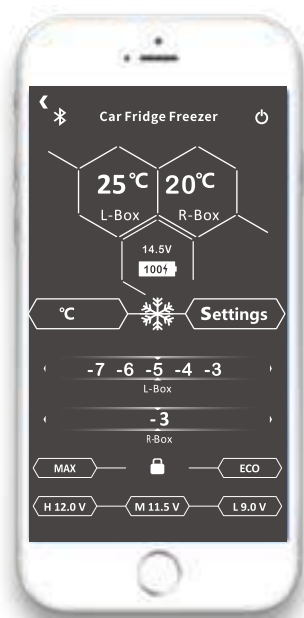 Car Fridge Freezer
25℃ 20℃
L-Box R-Box
14.5V
100
℃ Settings
-7 -6 -5 -4 -3
L-Box
-3
R-Box
MAX ECO
H 12.0 V M 11.5 V L 9.0 V